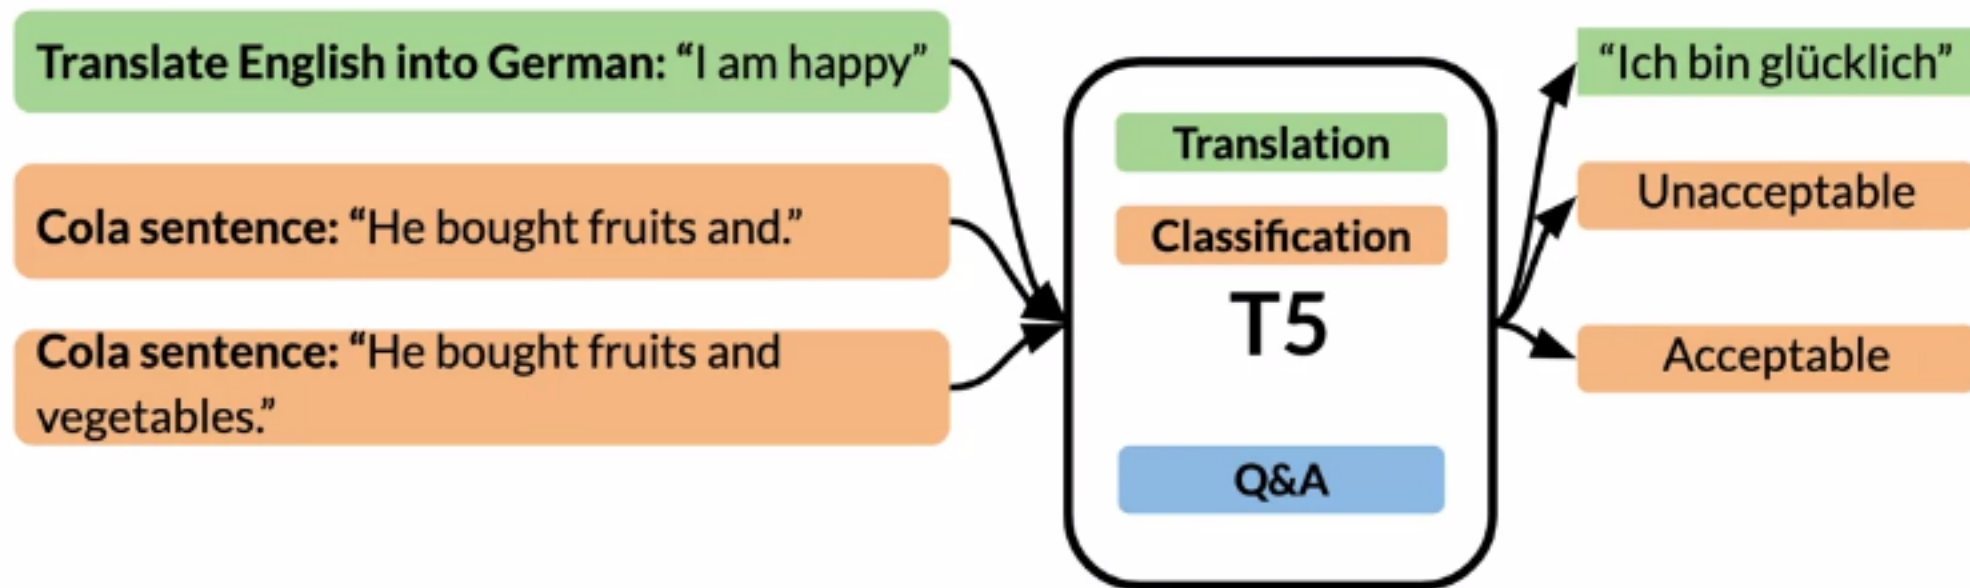 Translate English into German: “I am happy”
Cola sentence: “He bought fruits and.”
Cola sentence: “He bought fruits and
vegetables.”
Translation
Classification
T5
Q&A
“Ich bin glücklich”
Unacceptable
Acceptable